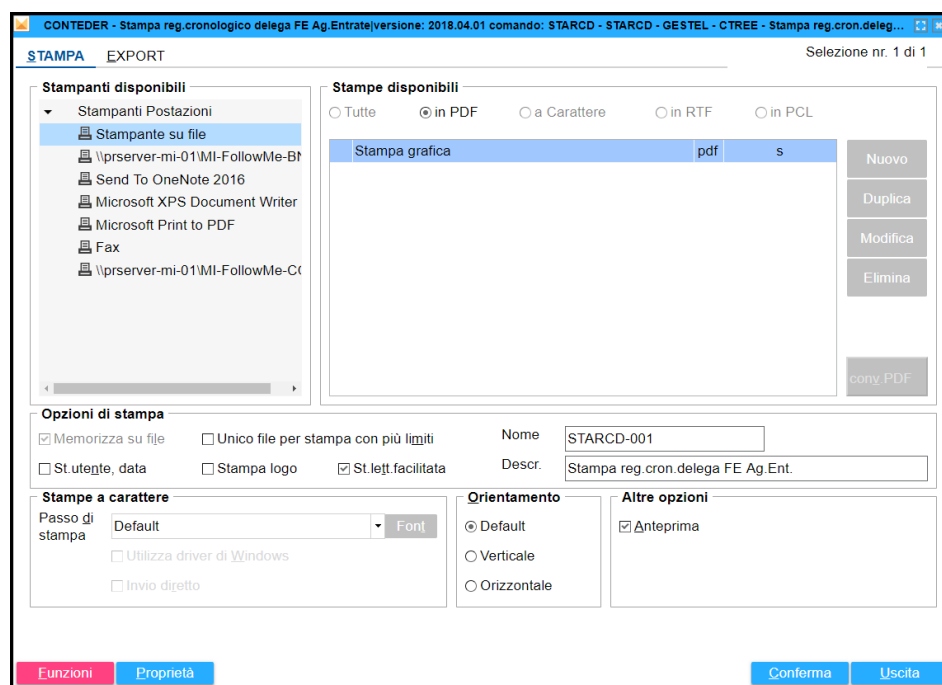 CONTEDER - Stampa reg.cronologico delega FE Ag.Entrate|versione: 2018.04.01 comando: STARCD - STARCD - GESTEL - CTREE - Stampa reg.cron.deleg...
STAMPA EXPORT Selezione nr. 1 di 1
Stampanti disponibili
Stampanti Postazioni
Stampante su file
\\prserver-mi-01\MI-FollowMe-BN
Send To OneNote 2016
Microsoft XPS Document Writer
Microsoft Print to PDF
Fax
\\prserver-mi-01\MI-FollowMe-CO
Stampe disponibili
Tutte in PDF a Carattere in RTF in PCL
Stampa grafica pdf s
Nuovo
Duplica
Modifica
Elimina
conv.PDF
Opzioni di stampa
Memorizza su file Unico file per stampa con più limiti Nome STARCD-001
St.utente, data Stampa logo St.lett.facilitata Descr. Stampa reg.cron.delega FE Ag.Ent.
Stampe a carattere
Passo di stampa Default Font
Utilizza driver di Windows
Invio diretto
Orientamento
Default
Verticale
Orizzontale
Altre opzioni
Anteprima
Funzioni Proprietà Conferma Uscita